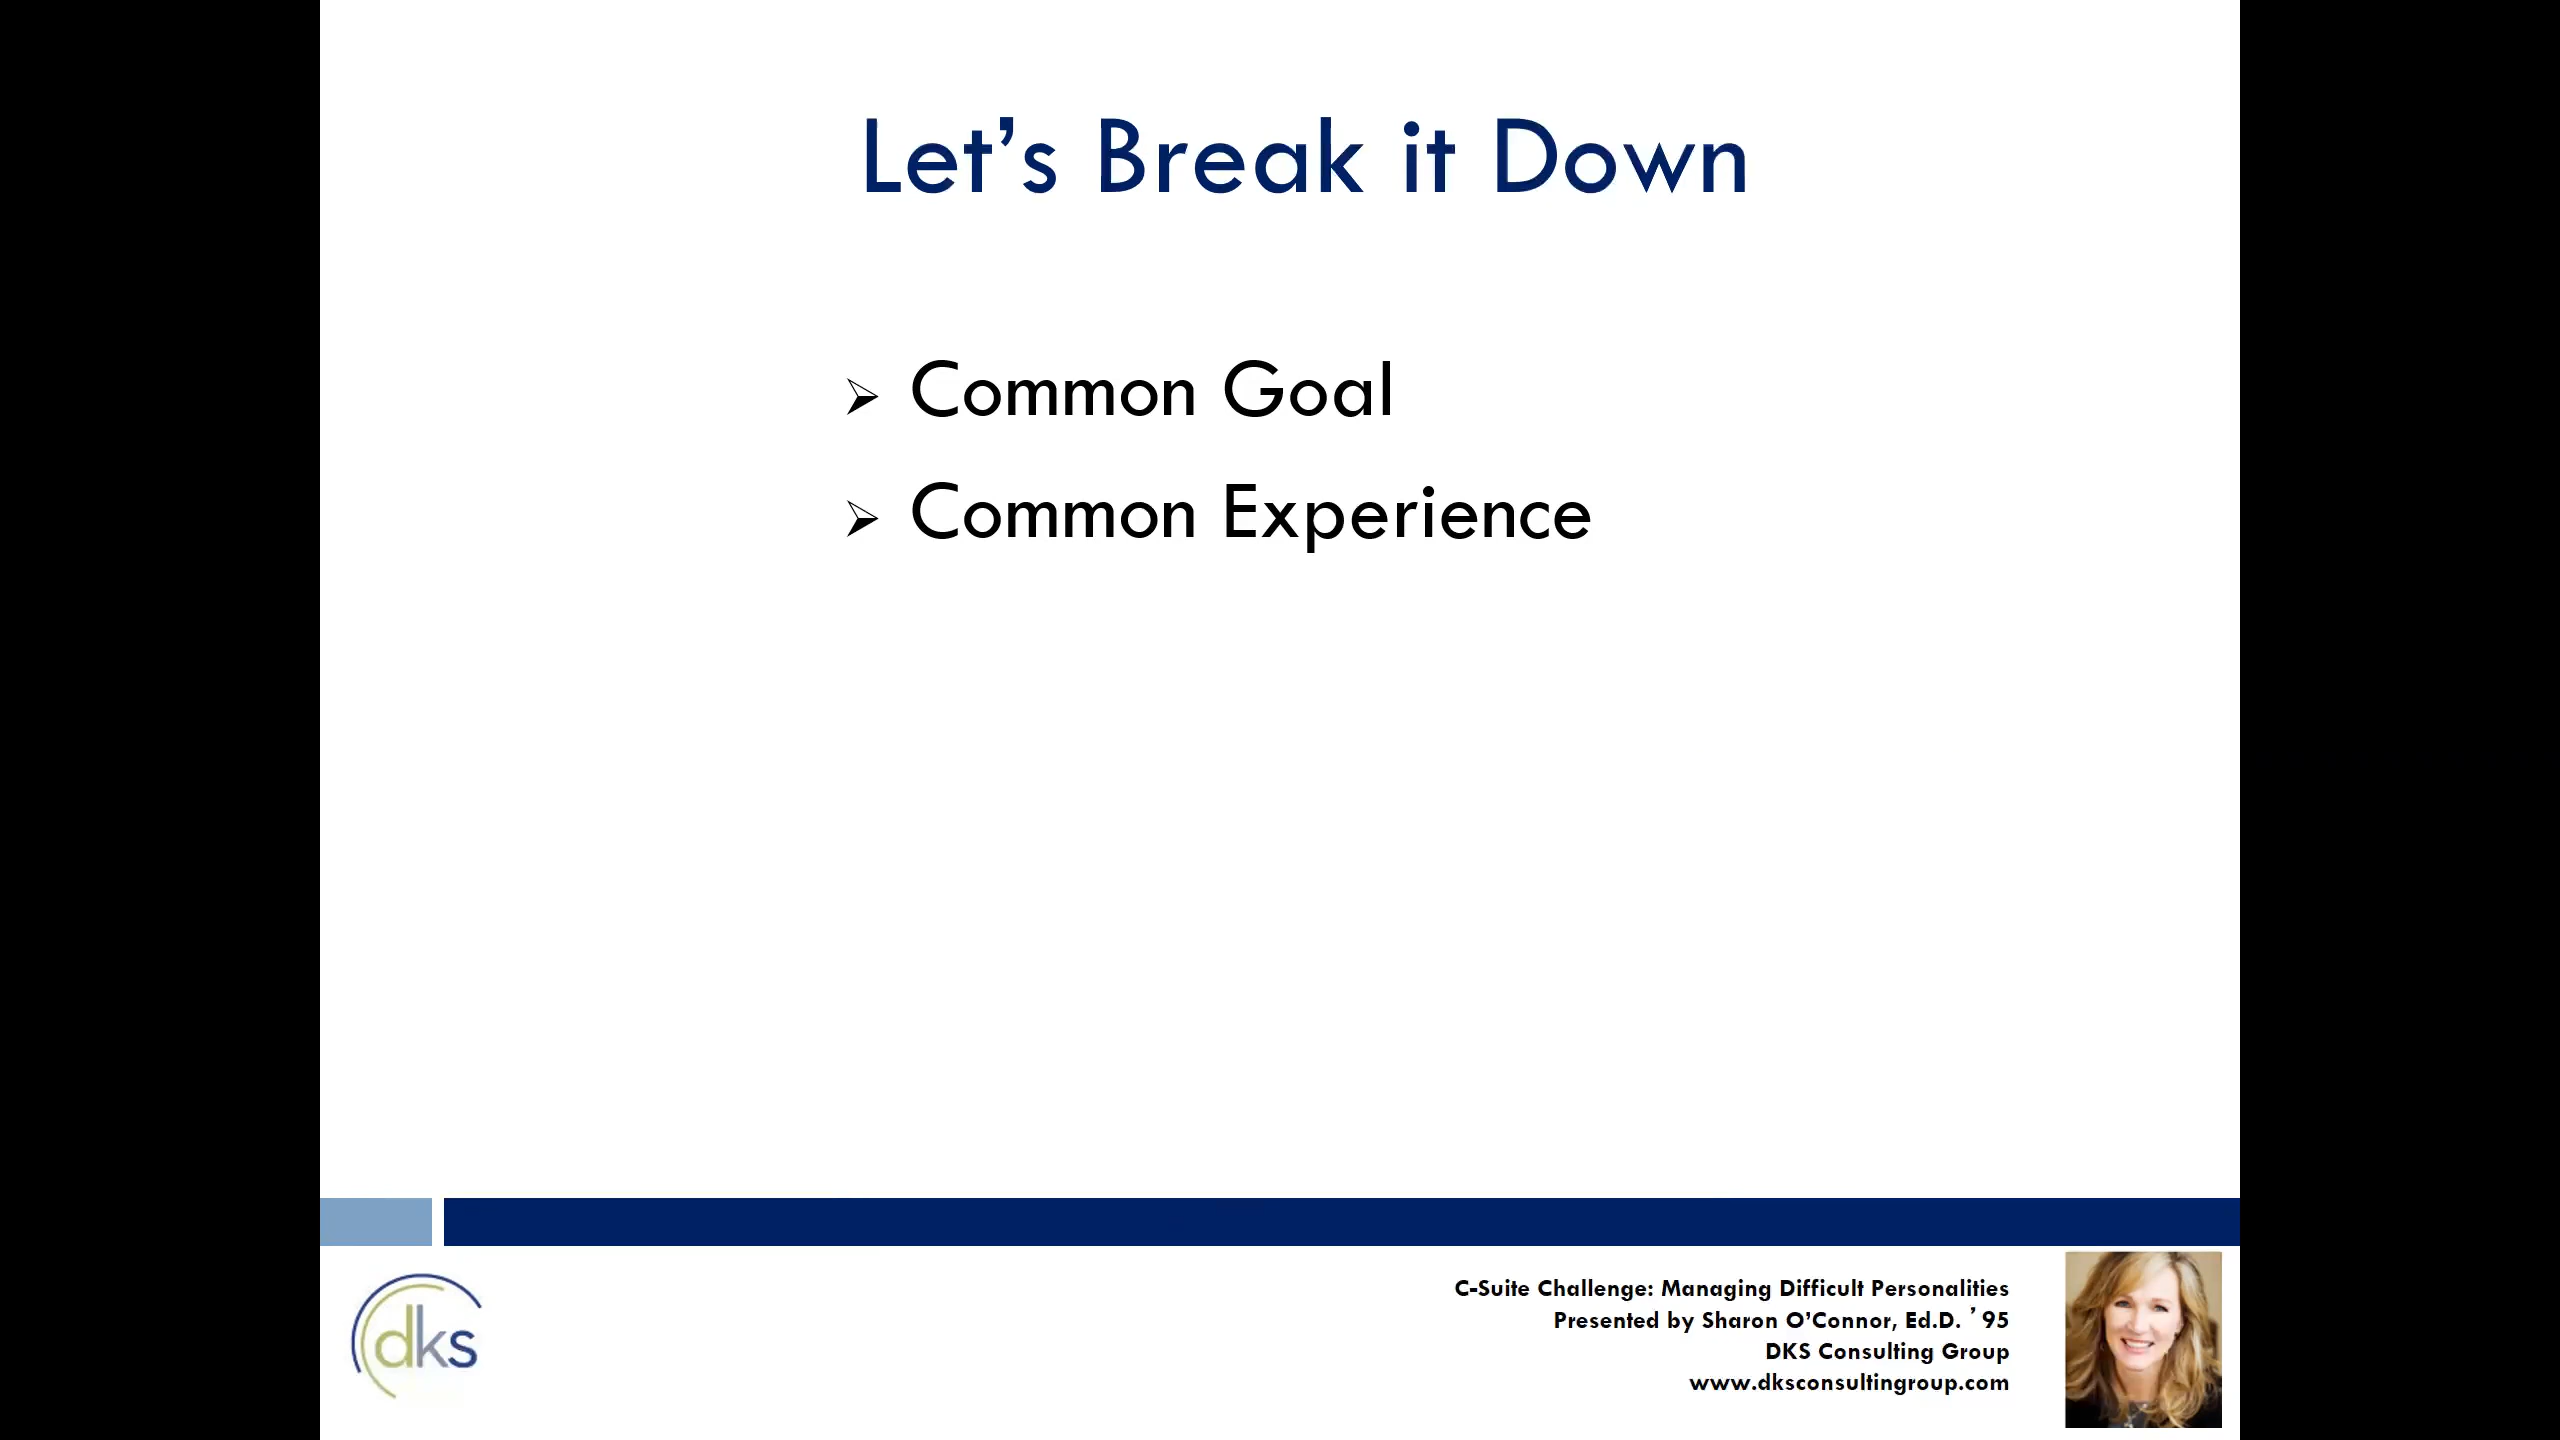 Let’s Break it Down
Common Goal
Common Experience
C-Suite Challenge: Managing Difficult Personalities
Presented by Sharon O’Connor, Ed.D. ’95
DKS Consulting Group
www.dksconsultingroup.com
dks